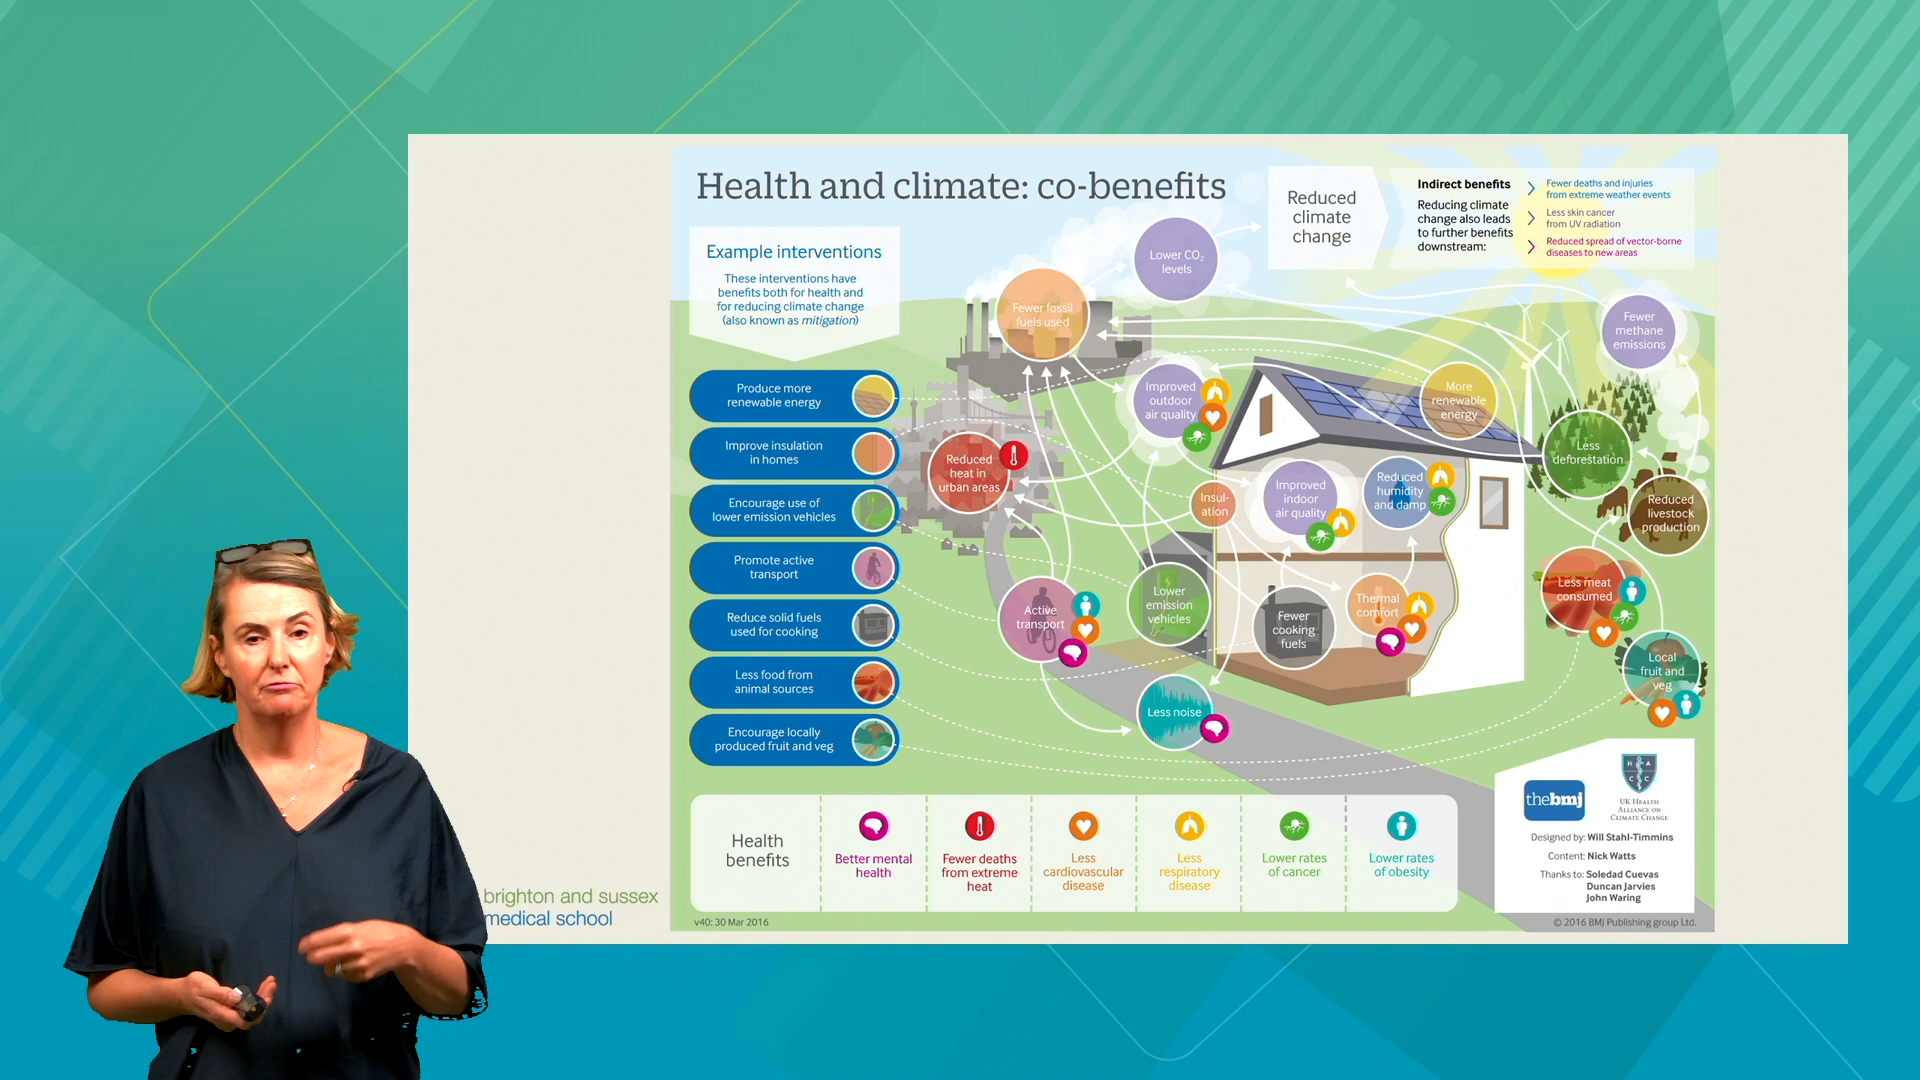 Health and climate: co-benefits
Example interventions
These interventions have
benefits both for health and
for reducing climate change
(also known as mitigation)
Produce more
renewable energy
Improve insulation
in homes
Encourage use of
lower emission vehicles
Promote active
transport
Reduce solid fuels
used for cooking
Less food from
animal sources
Encourage locally
produced fruit and veg
Reduced
climate
change
Indirect benefits
Reducing climate
change also leads
to further benefits
downstream:
Fewer deaths and injuries
from extreme weather events
Less skin cancer
from UV radiation
Reduced spread of vector-borne
diseases to new areas
Lower CO₂
levels
Fewer fossil
fuels used
Fewer
methane
emissions
Improved
outdoor
air quality
More
renewable
energy
Less
deforestation
Reduced
heat in
urban areas
Insul-
ation
Improved
indoor
air quality
Reduced
humidity
and damp
Reduced
livestock
production
Active
transport
Lower
emission
vehicles
Fewer
cooking
fuels
Thermal
comfort
Less meat
consumed
Local
fruit and
veg
Less noise
Health
benefits
Better mental
health
Fewer deaths
from extreme
heat
Less
cardiovascular
disease
Less
respiratory
disease
Lower rates
of cancer
Lower rates
of obesity
thebmj
H A
C C
UK HEALTH
ALLIANCE ON
CLIMATE CHANGE
Designed by: Will Stahl-Timmins
Content: Nick Watts
Thanks to: Soledad Cuevas
Duncan Jarvies
John Waring
v40: 30 Mar 2016
© 2016 BMJ Publishing group Ltd.
brighton and sussex
medical school